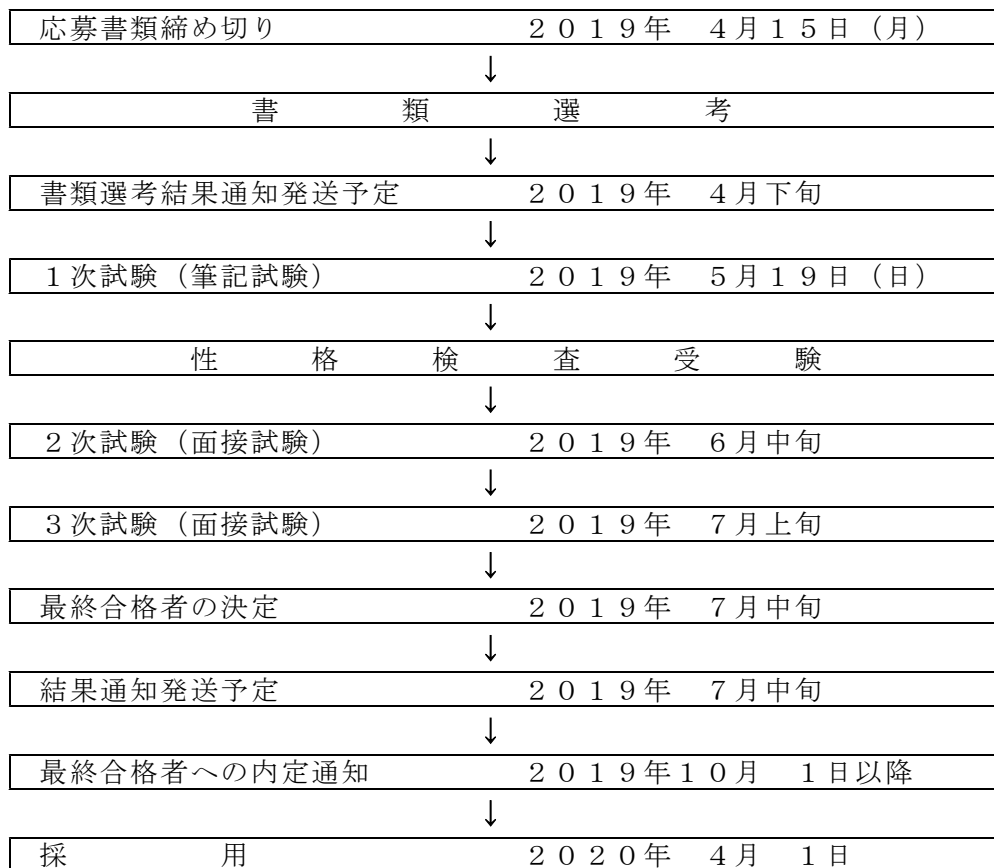 応募書類締め切り　２０１９年　４月１５日（月）
↓
書類選考
↓
書類選考結果通知発送予定　２０１９年　４月下旬
↓
１次試験（筆記試験）　２０１９年　５月１９日（日）
↓
性格検査受験
↓
２次試験（面接試験）　２０１９年　６月中旬
↓
３次試験（面接試験）　２０１９年　７月上旬
↓
最終合格者の決定　２０１９年　７月中旬
↓
結果通知発送予定　２０１９年　７月中旬
↓
最終合格者への内定通知　２０１９年１０月　１日以降
↓
採用　２０２０年　４月　１日